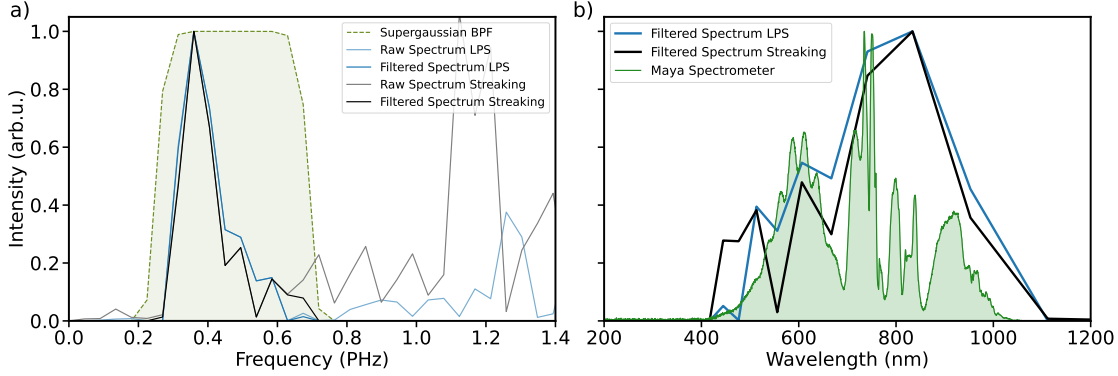 a)
Intensity (arb.u.)
1.0
0.8
0.6
0.4
0.2
0.0
Supergaussian BPF
Raw Spectrum LPS
Filtered Spectrum LPS
Raw Spectrum Streaking
Filtered Spectrum Streaking
0.0 0.2 0.4 0.6 0.8 1.0 1.2 1.4
Frequency (PHz)
b)
Filtered Spectrum LPS
Filtered Spectrum Streaking
Maya Spectrometer
200 400 600 800 1000 1200
Wavelength (nm)